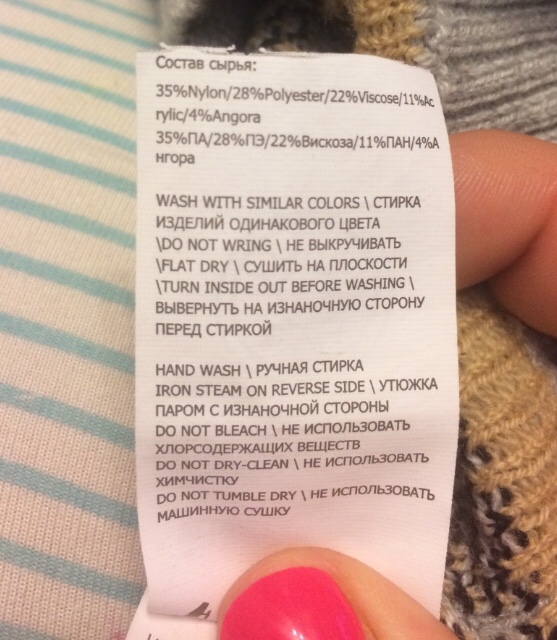 Состав сырья:
35%Nylon/28%Polyester/22%Viscose/11%Ac
rylic/4%Angora
35%ПА/28%ПЭ/22%Вискоза/11%ПАН/4%А
нгора
WASH WITH SIMILAR COLORS \ СТИРКА
ИЗДЕЛИЙ ОДИНАКОВОГО ЦВЕТА
\DO NOT WRING \ НЕ ВЫКРУЧИВАТЬ
\FLAT DRY \ СУШИТЬ НА ПЛОСКОСТИ
\TURN INSIDE OUT BEFORE WASHING \
ВЫВЕРНУТЬ НА ИЗНАНОЧНУЮ СТОРОНУ
ПЕРЕД СТИРКОЙ
HAND WASH \ РУЧНАЯ СТИРКА
IRON STEAM ON REVERSE SIDE \ УТЮЖКА
ПАРОМ С ИЗНАНОЧНОЙ СТОРОНЫ
DO NOT BLEACH \ НЕ ИСПОЛЬЗОВАТЬ
ХЛОРСОДЕРЖАЩИХ ВЕЩЕСТВ
DO NOT DRY-CLEAN \ НЕ ИСПОЛЬЗОВАТЬ
ХИМЧИСТКУ
DO NOT TUMBLE DRY \ НЕ ИСПОЛЬЗОВАТЬ
МАШИННУЮ СУШКУ